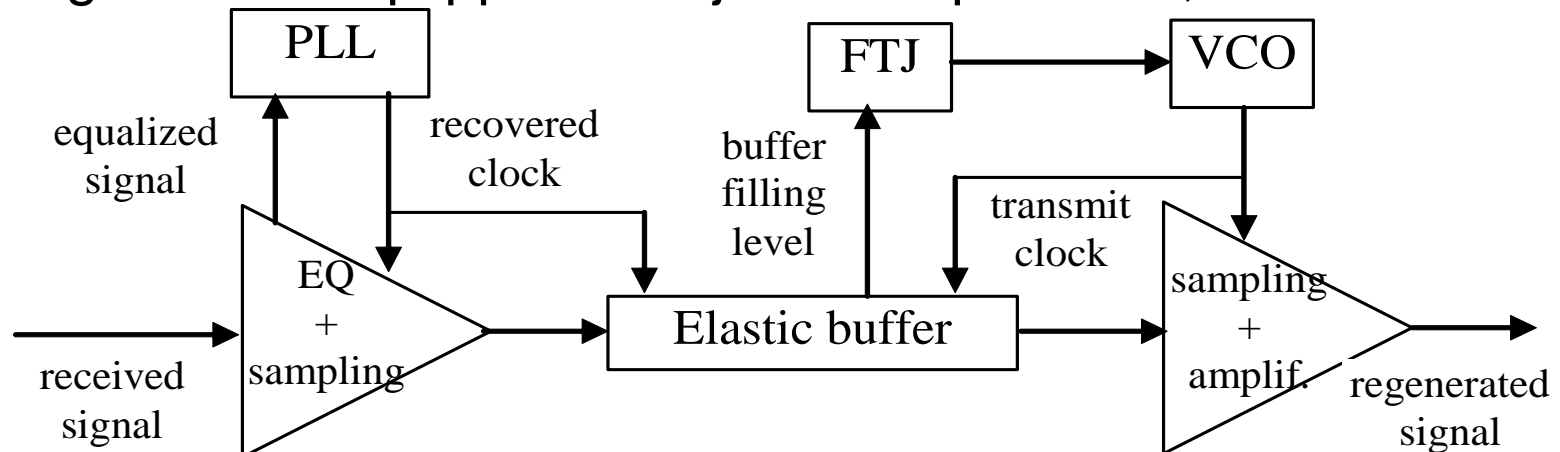 PLL
FTJ
VCO
equalized
signal
recovered
clock
buffer
filling
level
transmit
clock
EQ
+
sampling
Elastic buffer
sampling
+
amplif.
received
signal
regenerated
signal